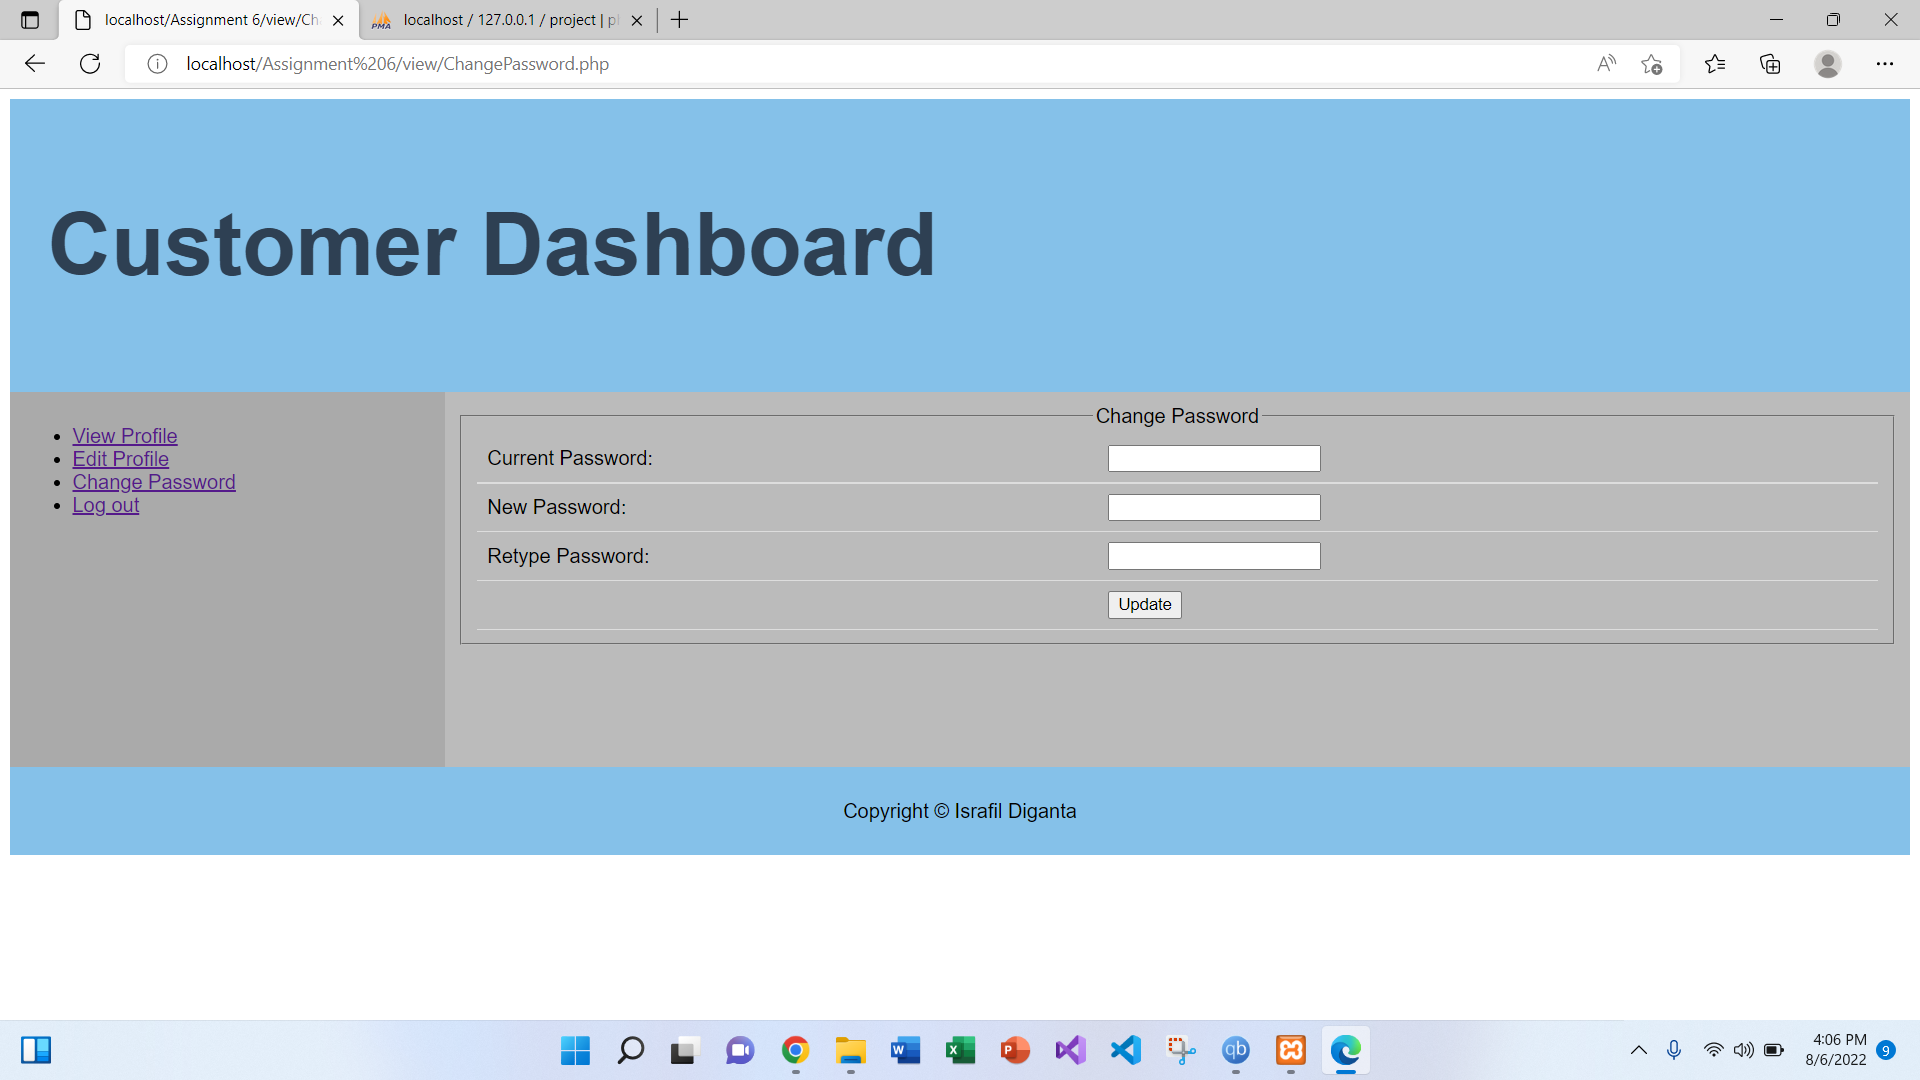 localhost/Assignment 6/view/Ch
localhost / 127.0.0.1 / project | p
localhost/Assignment%206/view/ChangePassword.php
Customer Dashboard
View Profile
Edit Profile
Change Password
Log out
Change Password
Current Password:
New Password:
Retype Password:
Update
Copyright © Israfil Diganta
4:06 PM
8/6/2022
9